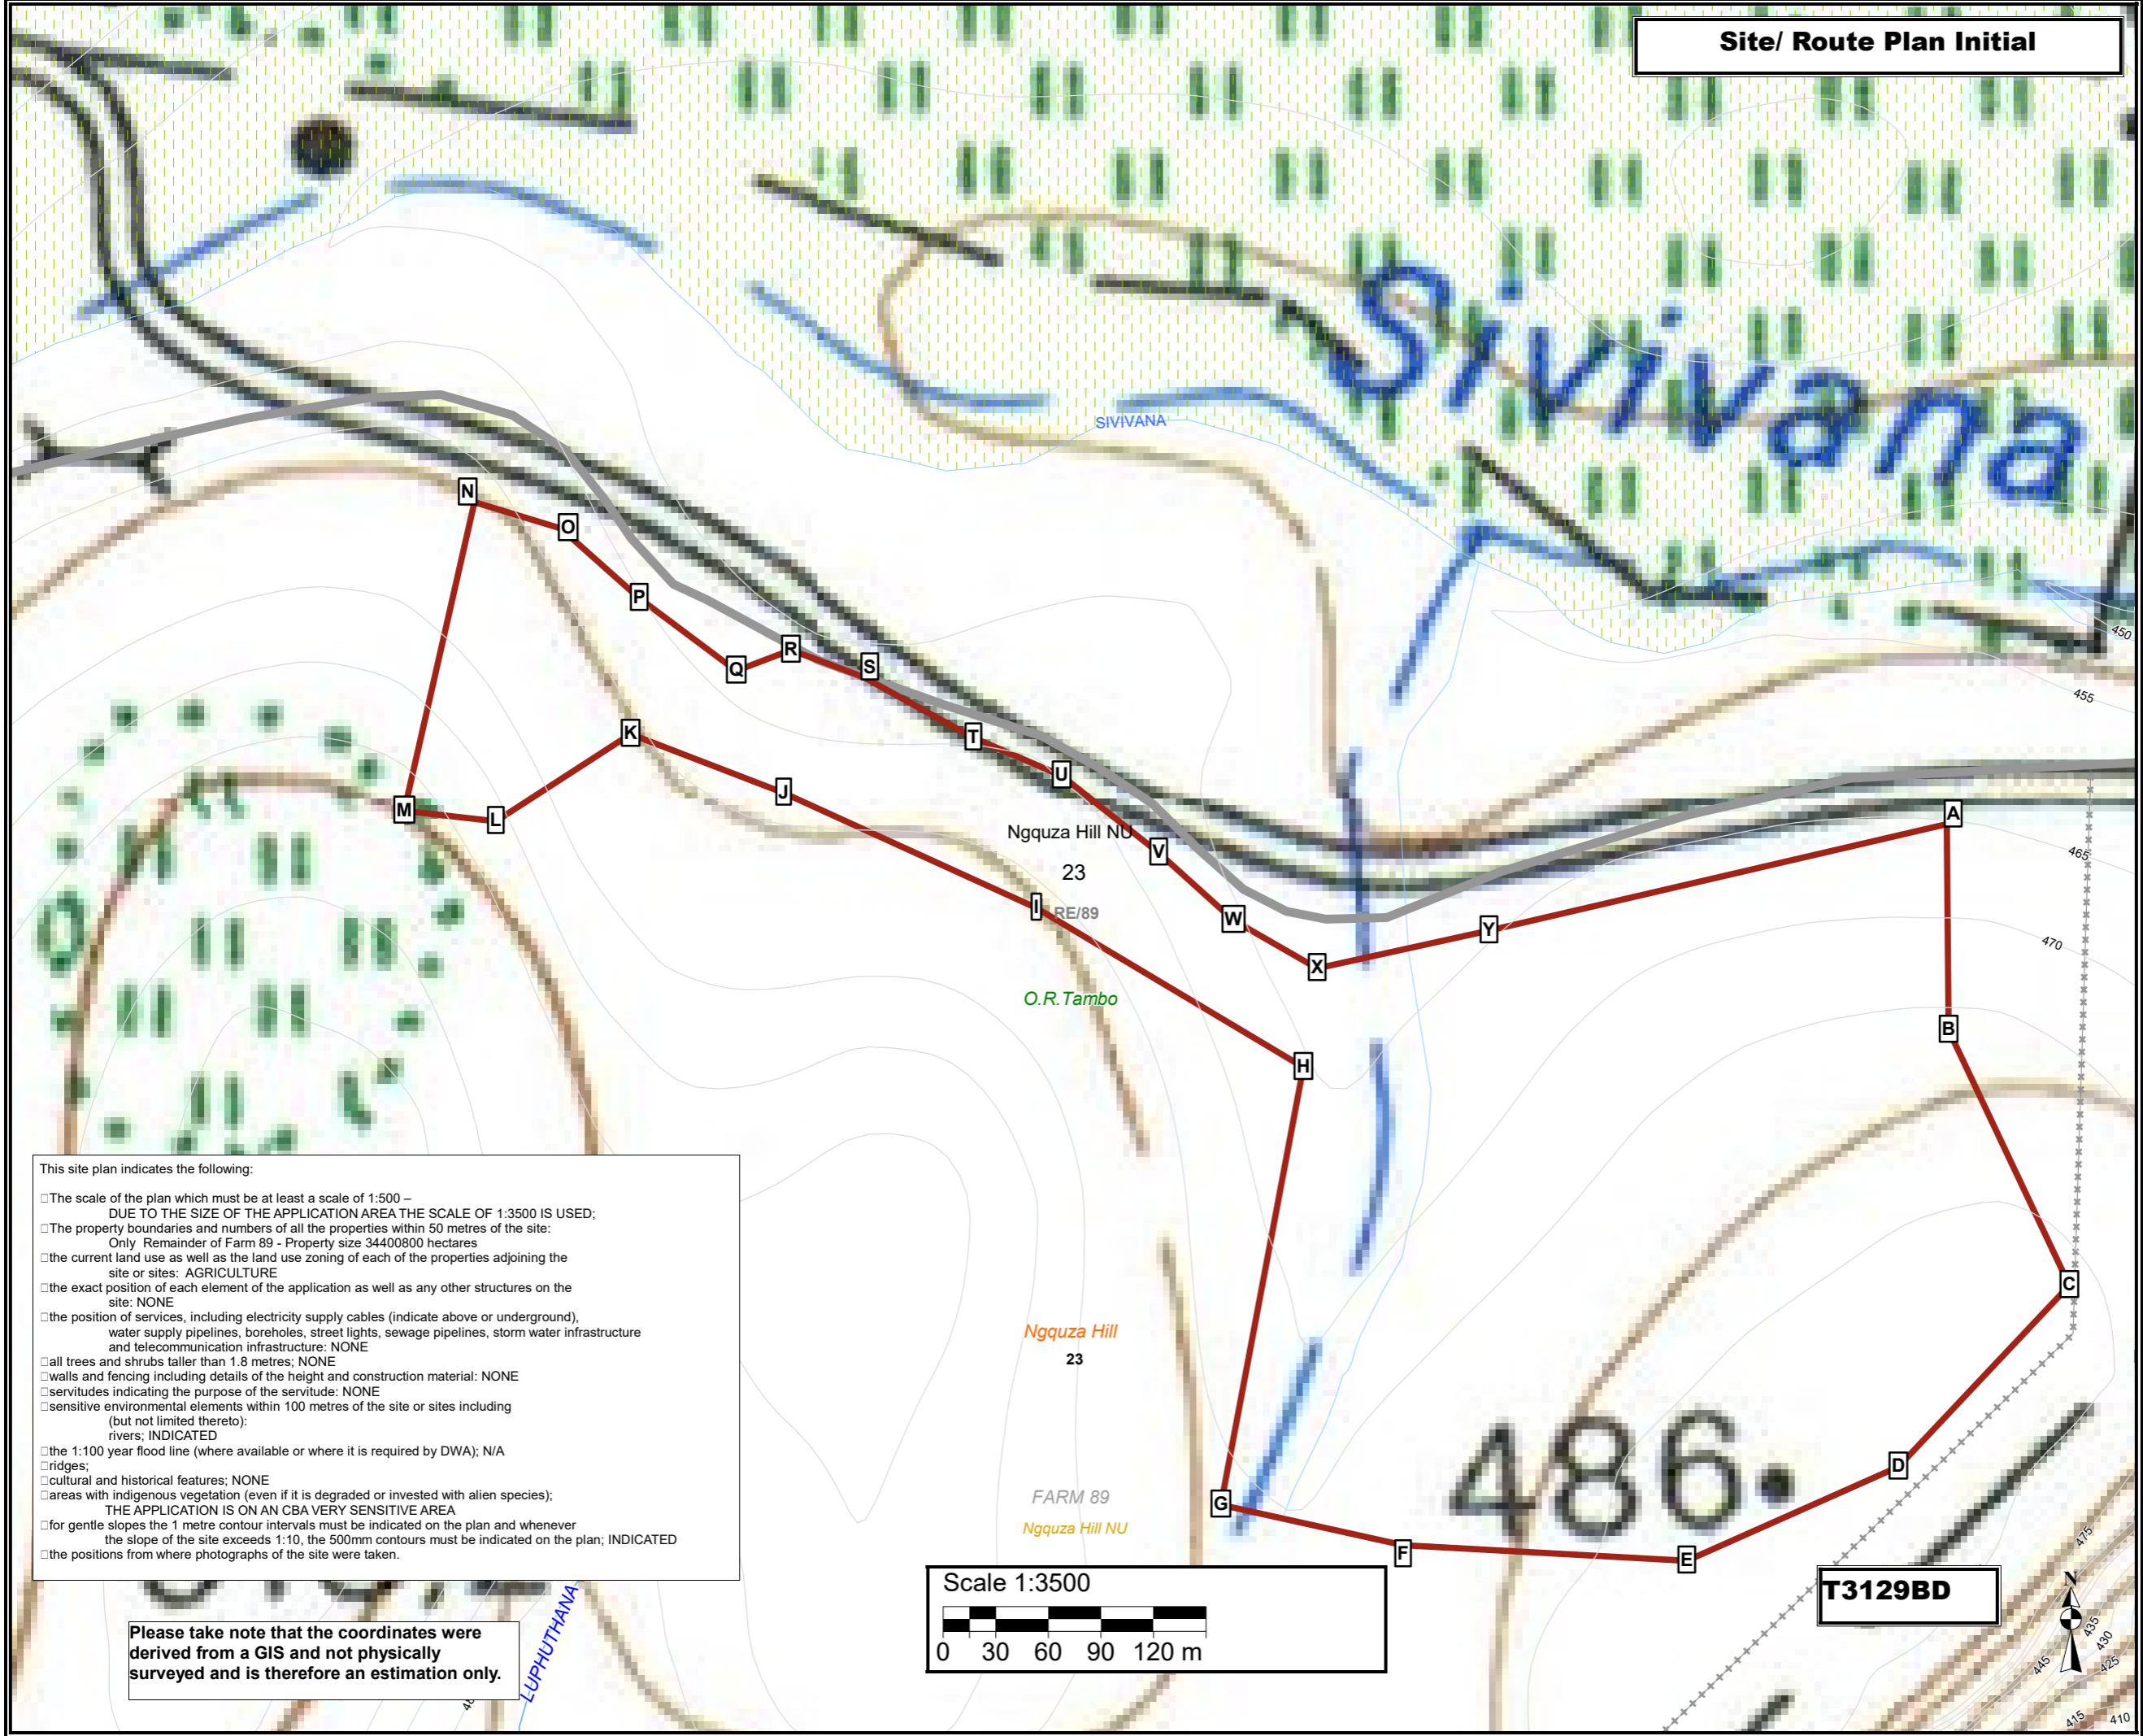 Site/ Route Plan Initial
Sivivana
SIVIVANA
N
O
P
Q
R
S
T
U
V
W
X
Y
A
B
C
D
E
F
G
H
I
J
K
L
M
450
455
465
470
Ngquza Hill NU
23
RE/89
O.R.Tambo
Ngquza Hill
23
FARM 89
Ngquza Hill NU
486
This site plan indicates the following:
□The scale of the plan which must be at least a scale of 1:500 –
DUE TO THE SIZE OF THE APPLICATION AREA THE SCALE OF 1:3500 IS USED;
□The property boundaries and numbers of all the properties within 50 metres of the site:
Only Remainder of Farm 89 - Property size 34400800 hectares
□the current land use as well as the land use zoning of each of the properties adjoining the
site or sites: AGRICULTURE
□the exact position of each element of the application as well as any other structures on the
site: NONE
□the position of services, including electricity supply cables (indicate above or underground),
water supply pipelines, boreholes, street lights, sewage pipelines, storm water infrastructure
and telecommunication infrastructure: NONE
□all trees and shrubs taller than 1.8 metres; NONE
□walls and fencing including details of the height and construction material: NONE
□servitudes indicating the purpose of the servitude: NONE
□sensitive environmental elements within 100 metres of the site or sites including
(but not limited thereto):
rivers; INDICATED
□the 1:100 year flood line (where available or where it is required by DWA); N/A
□ridges;
□cultural and historical features; NONE
□areas with indigenous vegetation (even if it is degraded or invested with alien species);
THE APPLICATION IS ON AN CBA VERY SENSITIVE AREA
□for gentle slopes the 1 metre contour intervals must be indicated on the plan and whenever
the slope of the site exceeds 1:10, the 500mm contours must be indicated on the plan; INDICATED
□the positions from where photographs of the site were taken.
Please take note that the coordinates were
derived from a GIS and not physically
surveyed and is therefore an estimation only.
LUPHUTHANA
Scale 1:3500
0 30 60 90 120 m
T3129BD
N
475
435
430
425
445
415
410